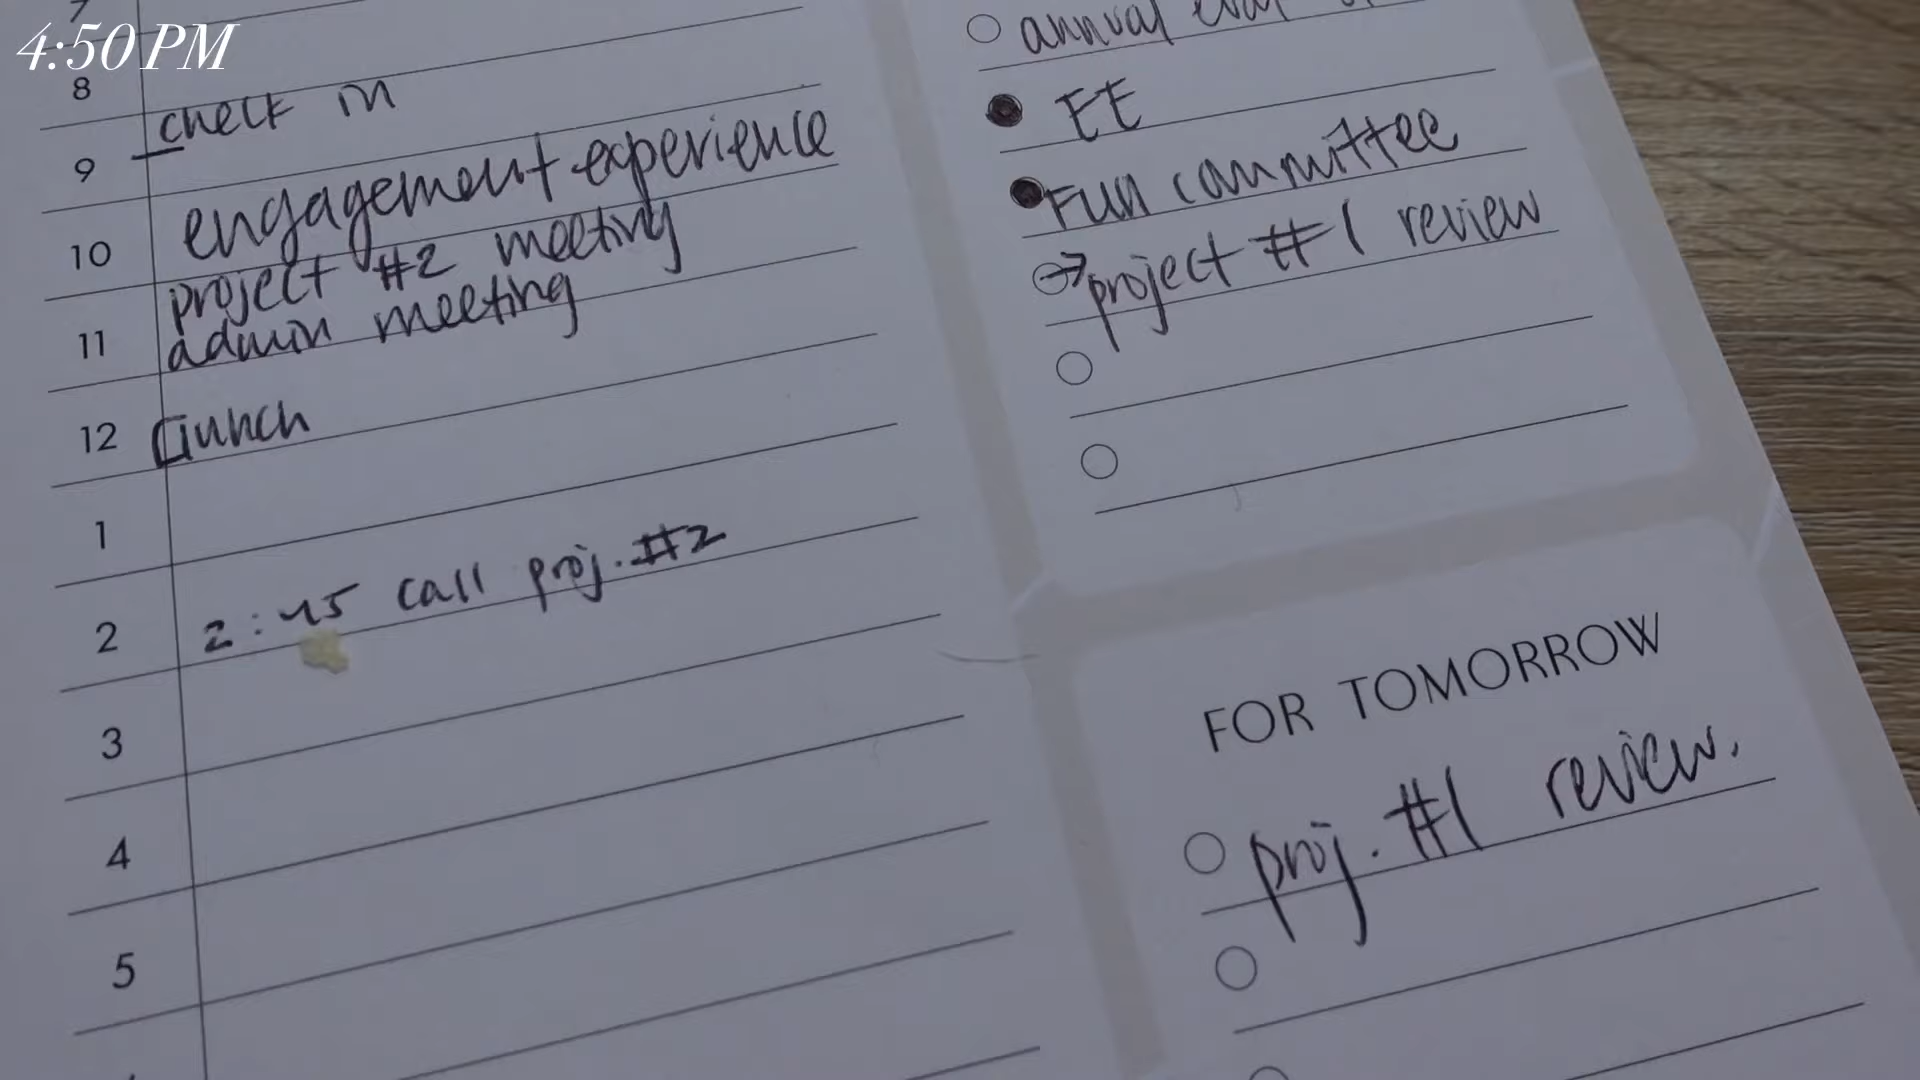 4:50 PM
7
8
check in
9
engagement experience
10
project #2 meeting
admin meeting
11
12 lunch
1
2 2:45 call proj. #2
3
4
5
annual
EE
Fun committee
project #1 review
FOR TOMORROW
proj. #1 review.